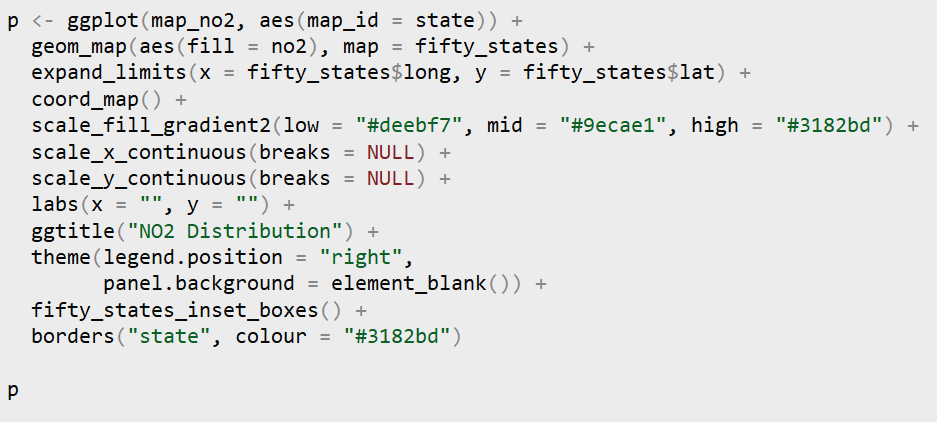 p <- ggplot(map_no2, aes(map_id = state)) +
  geom_map(aes(fill = no2), map = fifty_states) +
  expand_limits(x = fifty_states$long, y = fifty_states$lat) +
  coord_map() +
  scale_fill_gradient2(low = "#deebf7", mid = "#9ecae1", high = "#3182bd") +
  scale_x_continuous(breaks = NULL) +
  scale_y_continuous(breaks = NULL) +
  labs(x = "", y = "") +
  ggtitle("NO2 Distribution") +
  theme(legend.position = "right",
        panel.background = element_blank()) +
  fifty_states_inset_boxes() +
  borders("state", colour = "#3182bd")

p